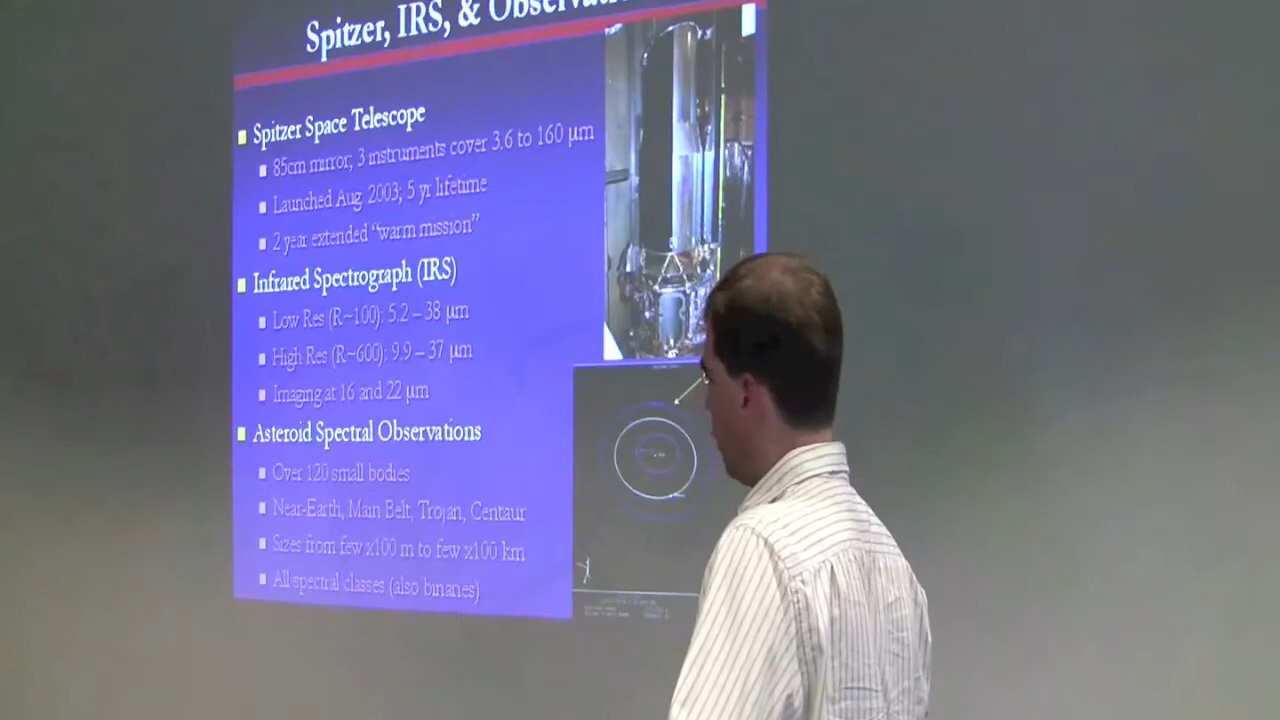 Spitzer, IRS, &
Spitzer Space Telescope
85cm mirror; 3 instruments cover 3.6 to 160 μm
Launched Aug 2003; 5 yr lifetime
2 year extended “warm mission”
Infrared Spectrograph (IRS)
Low Res (R~100): 5.2 – 38 μm
High Res (R~600): 9.9 – 37 μm
Imaging at 16 and 22 μm
Asteroid Spectral Observations
Over 120 small bodies
Near-Earth, Main Belt, Trojan, Centaur
Sizes from few x100 m to few x100 km
All spectral classes (also binaries)